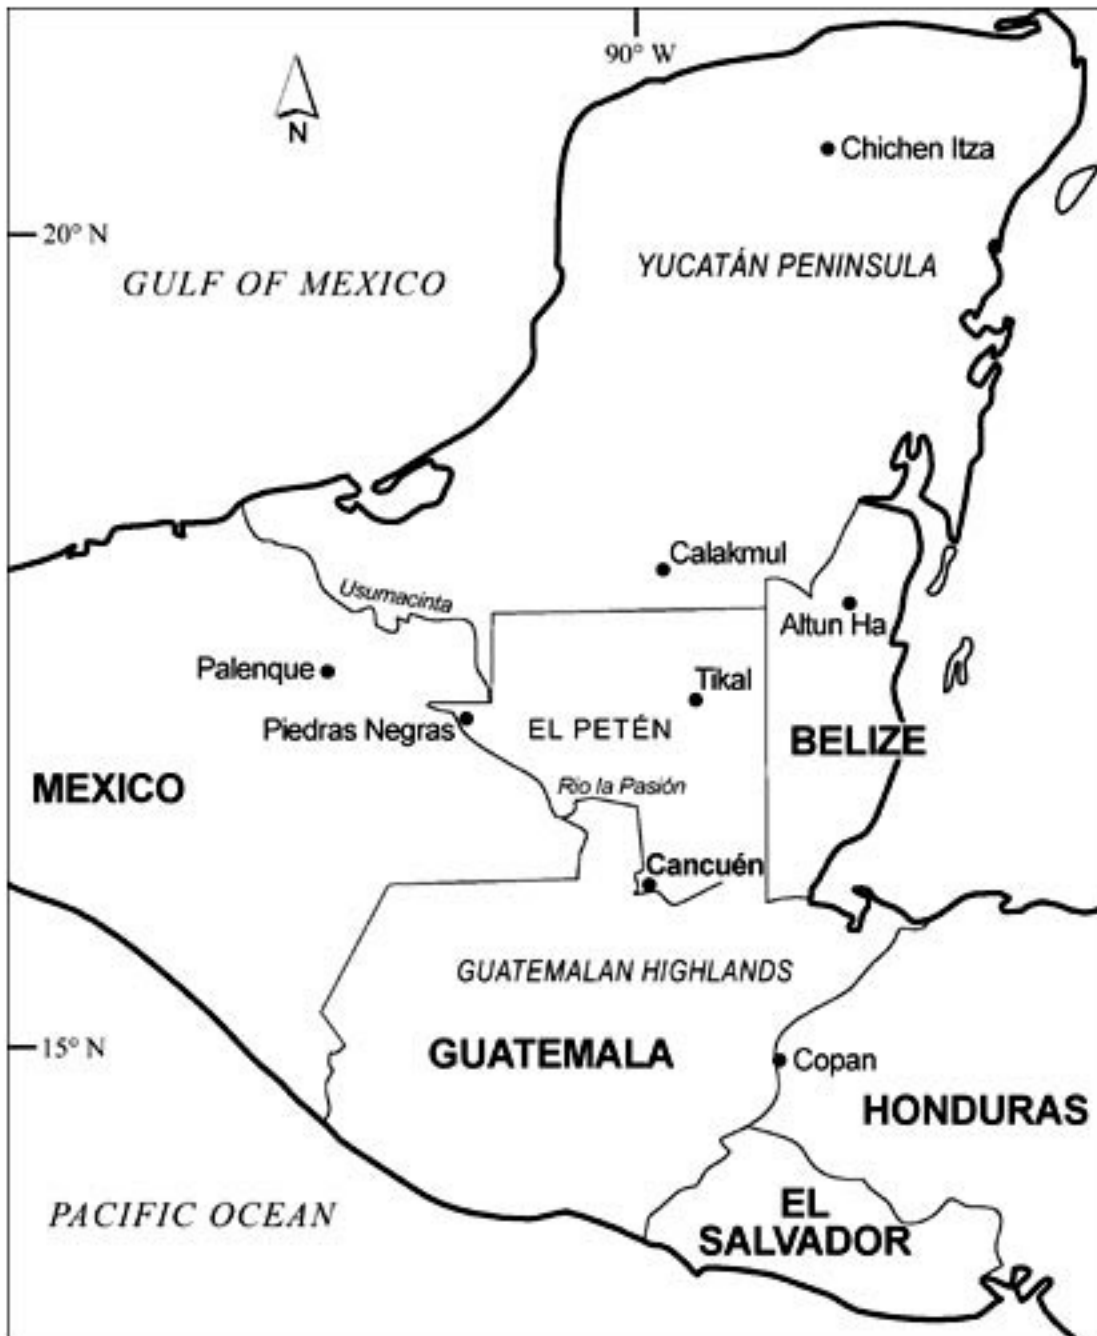 90° W
N
Chichen Itza
20° N
YUCATÁN PENINSULA
GULF OF MEXICO
Calakmul
Usumacinta
Altun Ha
Palenque
Tikal
Piedras Negras
EL PETÉN
BELIZE
MEXICO
Rio la Pasión
Cancuén
GUATEMALAN HIGHLANDS
15° N
GUATEMALA
Copan
HONDURAS
PACIFIC OCEAN
EL
SALVADOR